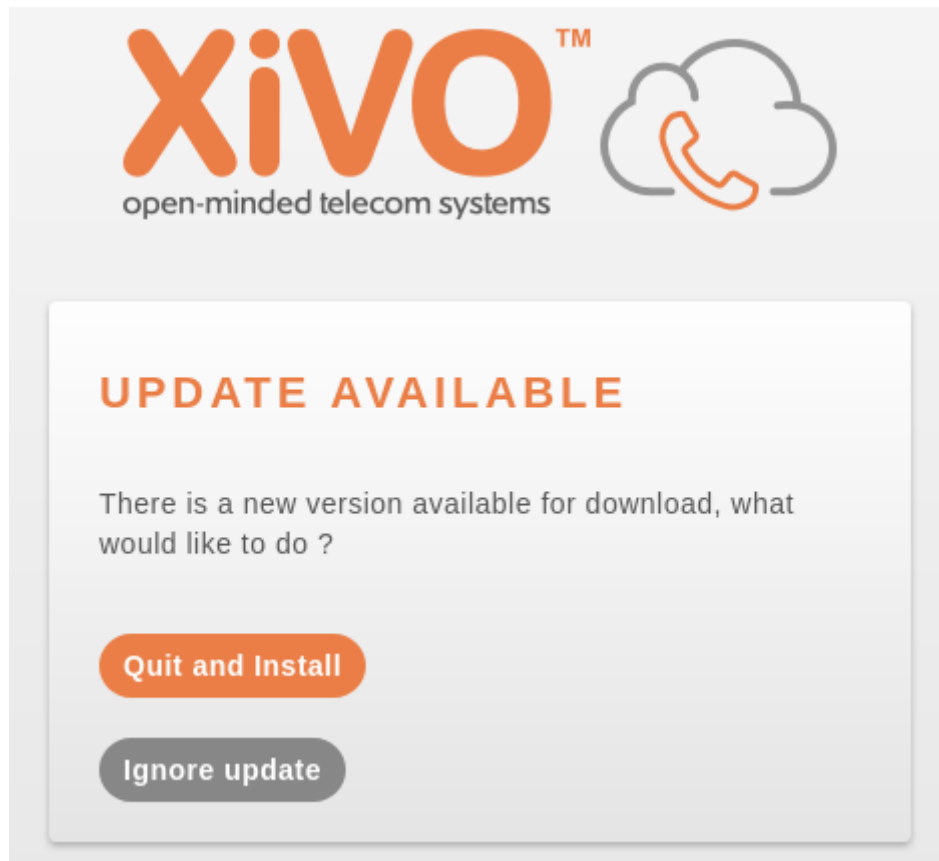 XiVO™
open-minded telecom systems
UPDATE AVAILABLE
There is a new version available for download, what
would like to do ?
Quit and Install
Ignore update